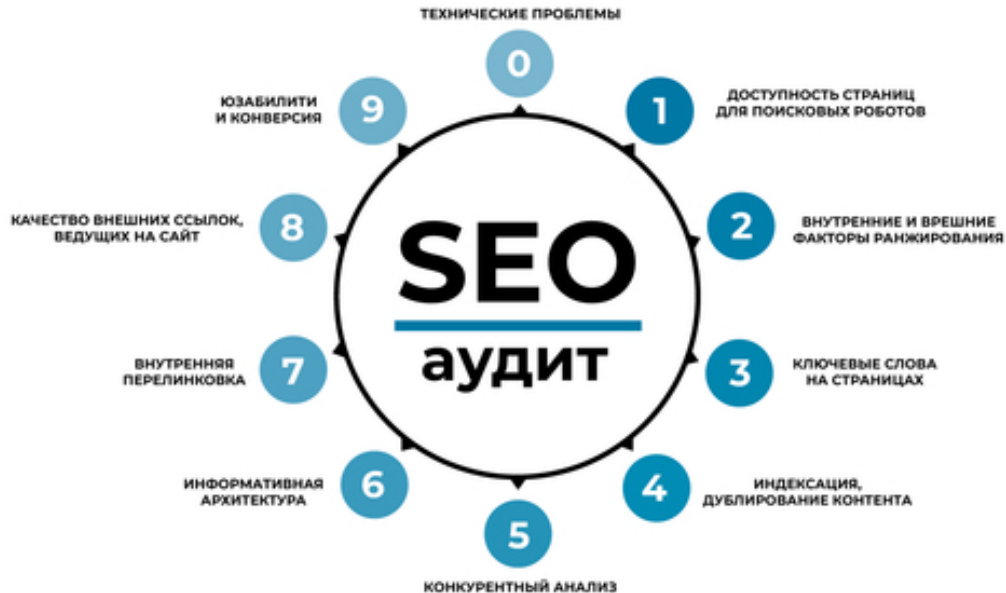 ТЕХНИЧЕСКИЕ ПРОБЛЕМЫ
0
1
ДОСТУПНОСТЬ СТРАНИЦ
ДЛЯ ПОИСКОВЫХ РОБОТОВ
2
ВНУТРЕННИЕ И ВРЕШНИЕ
ФАКТОРЫ РАНЖИРОВАНИЯ
3
КЛЮЧЕВЫЕ СЛОВА
НА СТРАНИЦАХ
4
ИНДЕКСАЦИЯ,
ДУБЛИРОВАНИЕ КОНТЕНТА
5
КОНКУРЕНТНЫЙ АНАЛИЗ
6
ИНФОРМАТИВНАЯ
АРХИТЕКТУРА
7
ВНУТРЕННЯЯ
ПЕРЕЛИНКОВКА
8
КАЧЕСТВО ВНЕШНИХ ССЫЛОК,
ВЕДУЩИХ НА САЙТ
9
ЮЗАБИЛИТИ
И КОНВЕРСИЯ
SEO
аудит